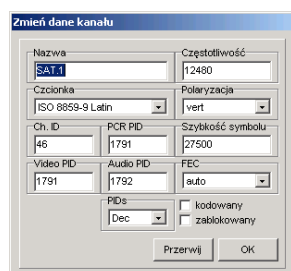 Zmień dane kanału
Nazwa Częstotliwość
SAT.1 12480
Czcionka Polaryzacja
ISO 8859-9 Latin vert
Ch. ID PCR PID Szybkość symbolu
46 1791 27500
Video PID Audio PID FEC
1791 1792 auto
PIDs
Dec kodowany
zablokowany
Przerwij OK